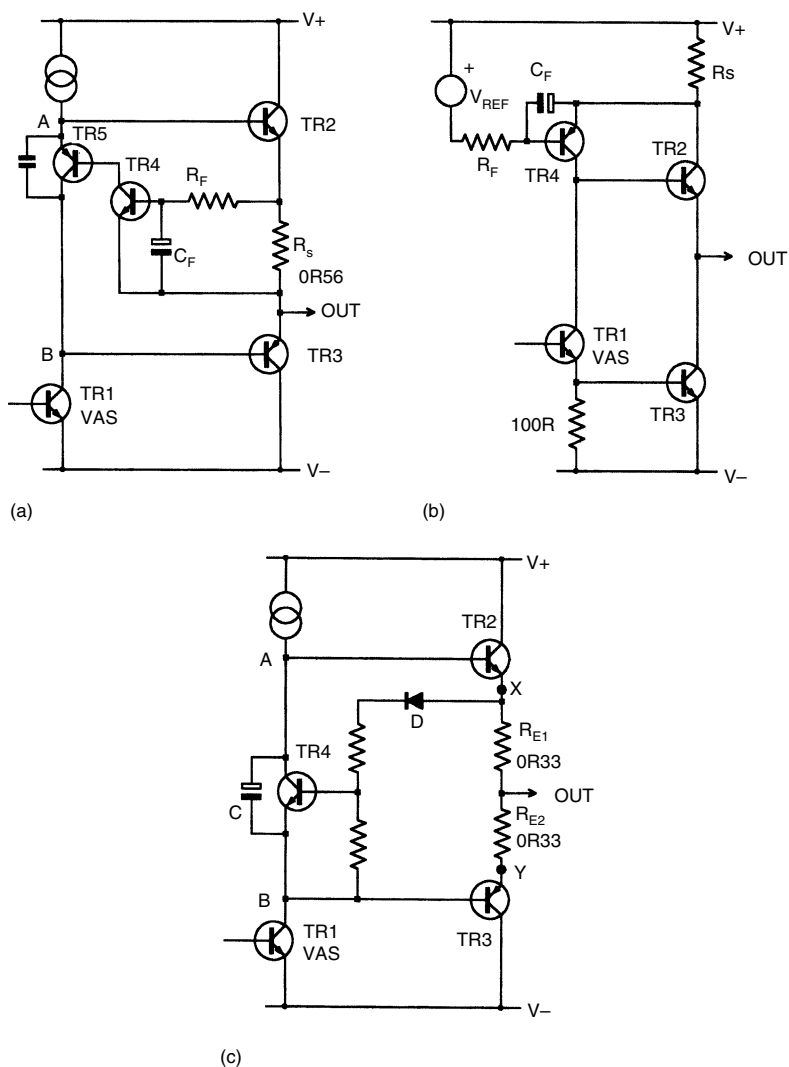 V+
A
TR5
TR2
TR4
R_F
C_F
R_s
0R56
OUT
B
TR3
TR1
VAS
V–
(a)
V+
+
V_REF
C_F
Rs
R_F
TR4
TR2
OUT
TR1
VAS
100R
TR3
V–
(b)
V+
TR2
A
X
D
R_E1
0R33
TR4
C
OUT
R_E2
0R33
Y
B
TR1
VAS
TR3
V–
(c)